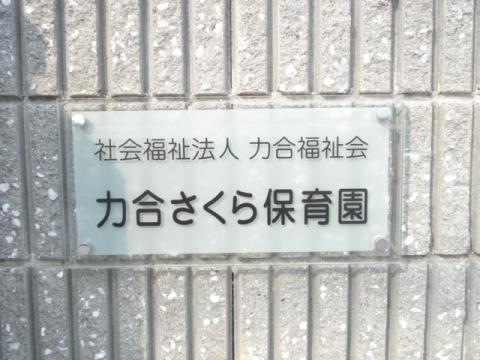 社会福祉法人 力合福祉会
力合さくら保育園